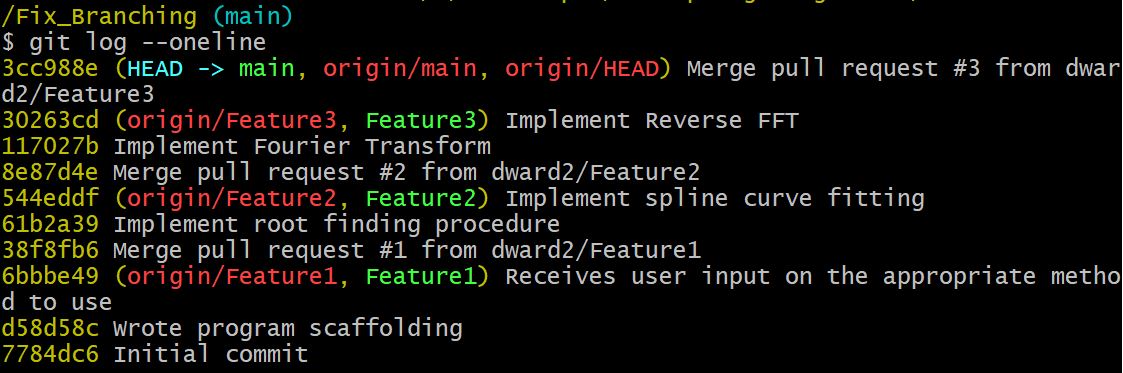 /Fix_Branching (main)
$ git log --oneline
3cc988e (HEAD -> main, origin/main, origin/HEAD) Merge pull request #3 from dwar
d2/Feature3
30263cd (origin/Feature3, Feature3) Implement Reverse FFT
117027b Implement Fourier Transform
8e87d4e Merge pull request #2 from dward2/Feature2
544eddf (origin/Feature2, Feature2) Implement spline curve fitting
61b2a39 Implement root finding procedure
38f8fb6 Merge pull request #1 from dward2/Feature1
6bbbe49 (origin/Feature1, Feature1) Receives user input on the appropriate metho
d to use
d58d58c Wrote program scaffolding
7784dc6 Initial commit